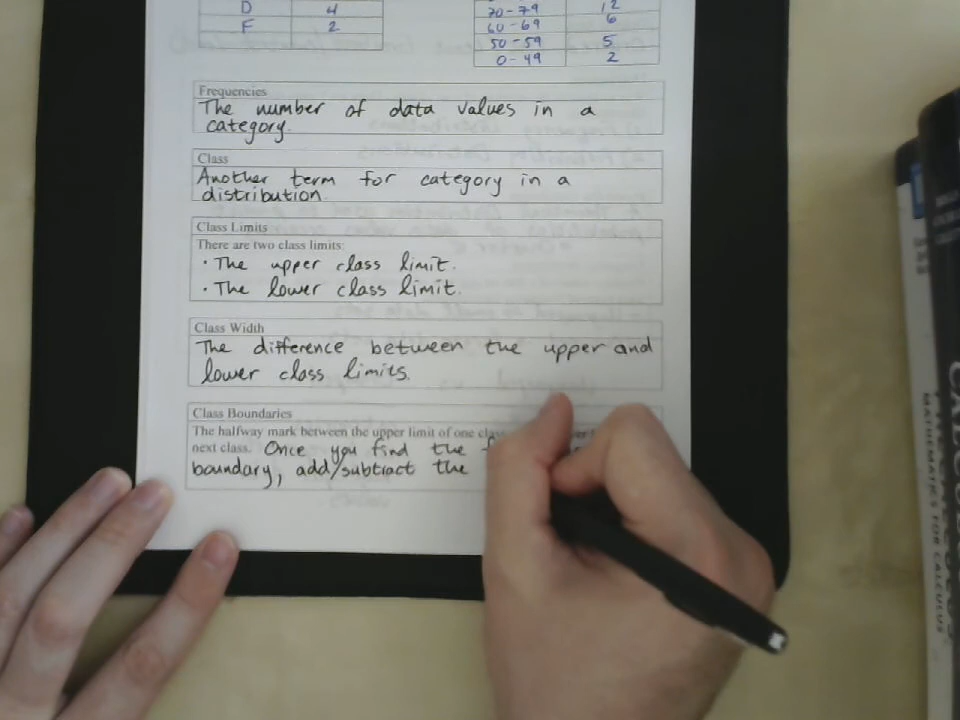 D 4
F 2
70-79 12
60-69 6
50-59 5
0-49 2
Frequencies
The number of data values in a
category.
Class
Another term for category in a
distribution.
Class Limits
There are two class limits:
· The upper class limit.
· The lower class limit.
Class Width
The difference between the upper and
lower class limits.
Class Boundaries
The halfway mark between the upper limit of one
next class. Once you find the
boundary, add/subtract the
MATHEMATICS FOR CALCULUS